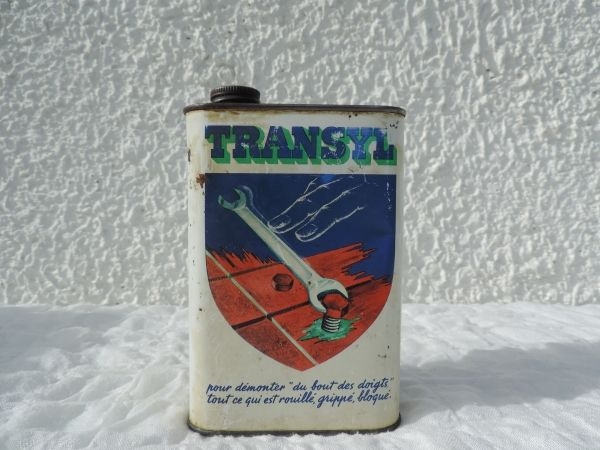 TRANSYL
pour démonter "du bout des doigts"
tout ce qui est rouillé, grippé, bloqué.